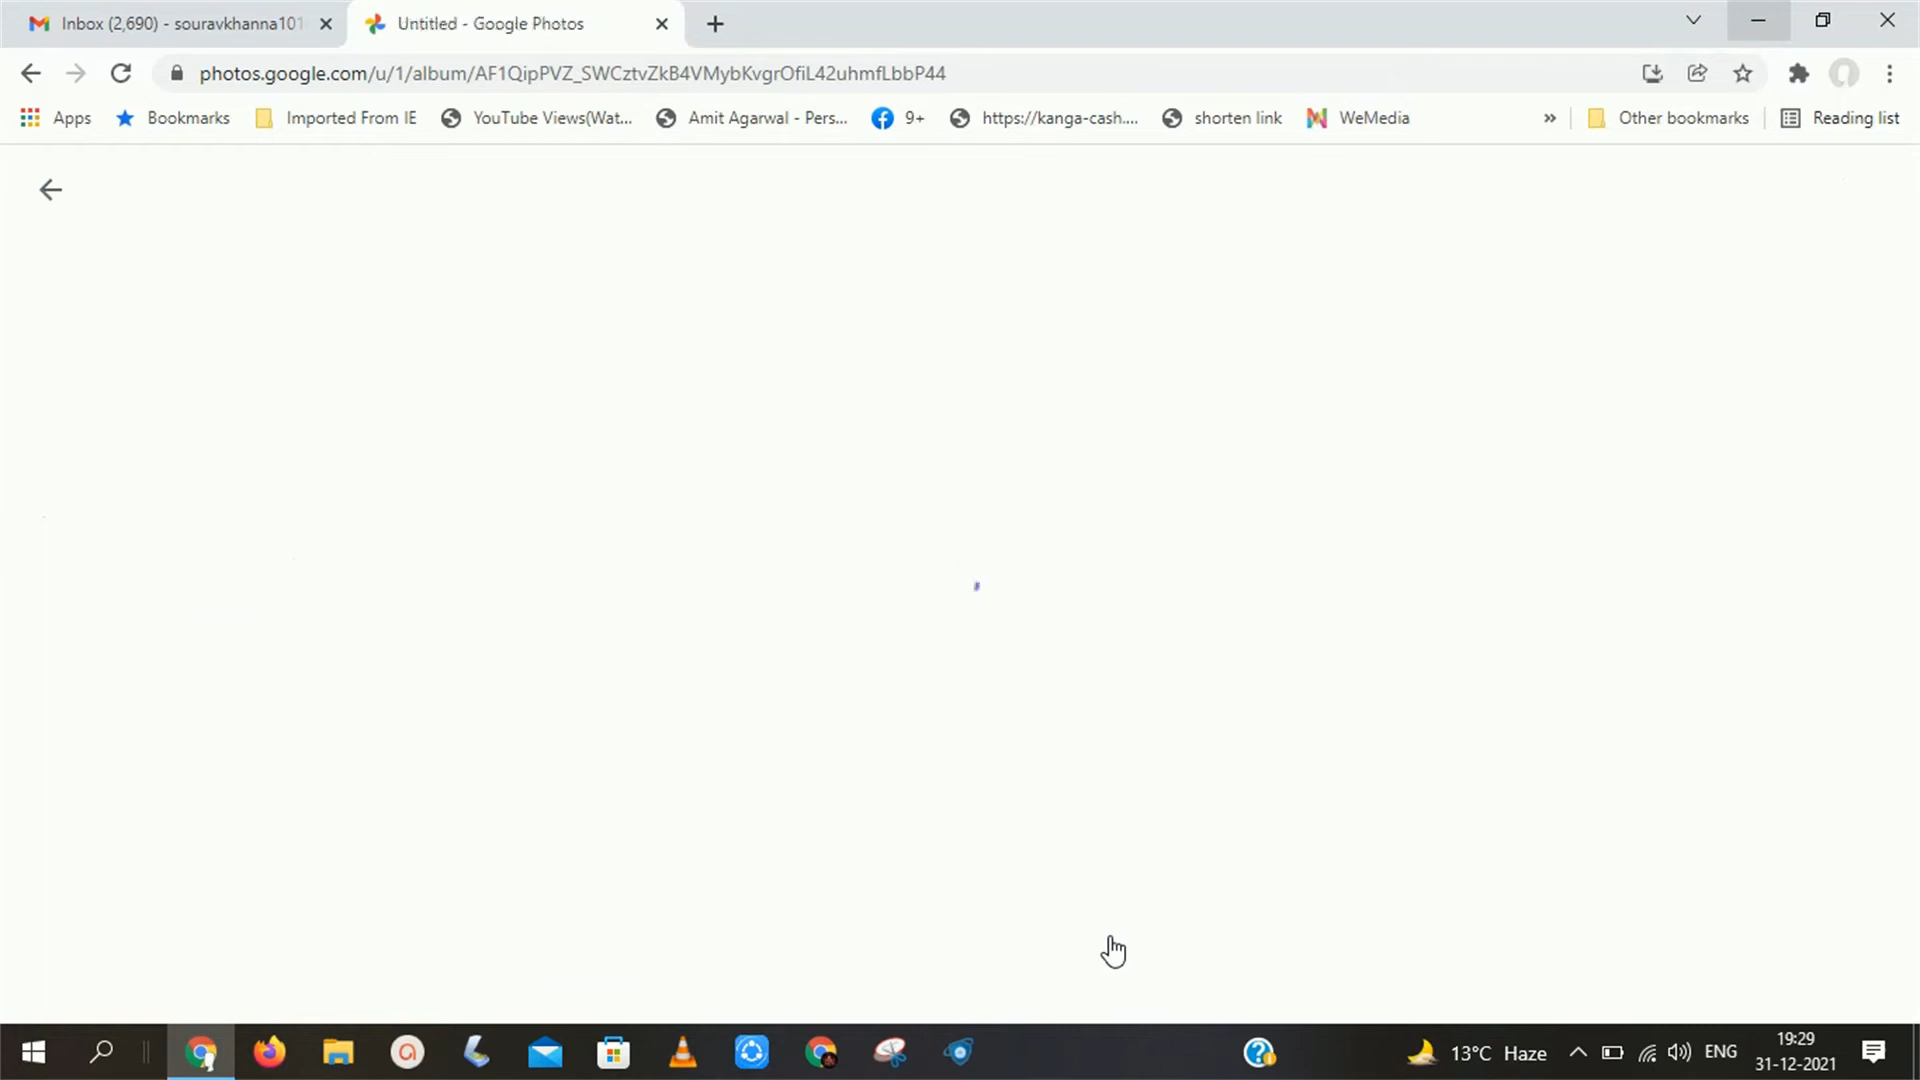 Inbox (2,690) - souravkhanna101
Untitled - Google Photos
photos.google.com/u/1/album/AF1QipPVZ_SWCztvZkB4VMybKvgrOfiL42uhmfLbbP44
Apps Bookmarks Imported From IE YouTube Views(Wat... Amit Agarwal - Pers... 9+ https://kanga-cash.... shorten link WeMedia » Other bookmarks Reading list
13°C Haze ENG 19:29
31-12-2021